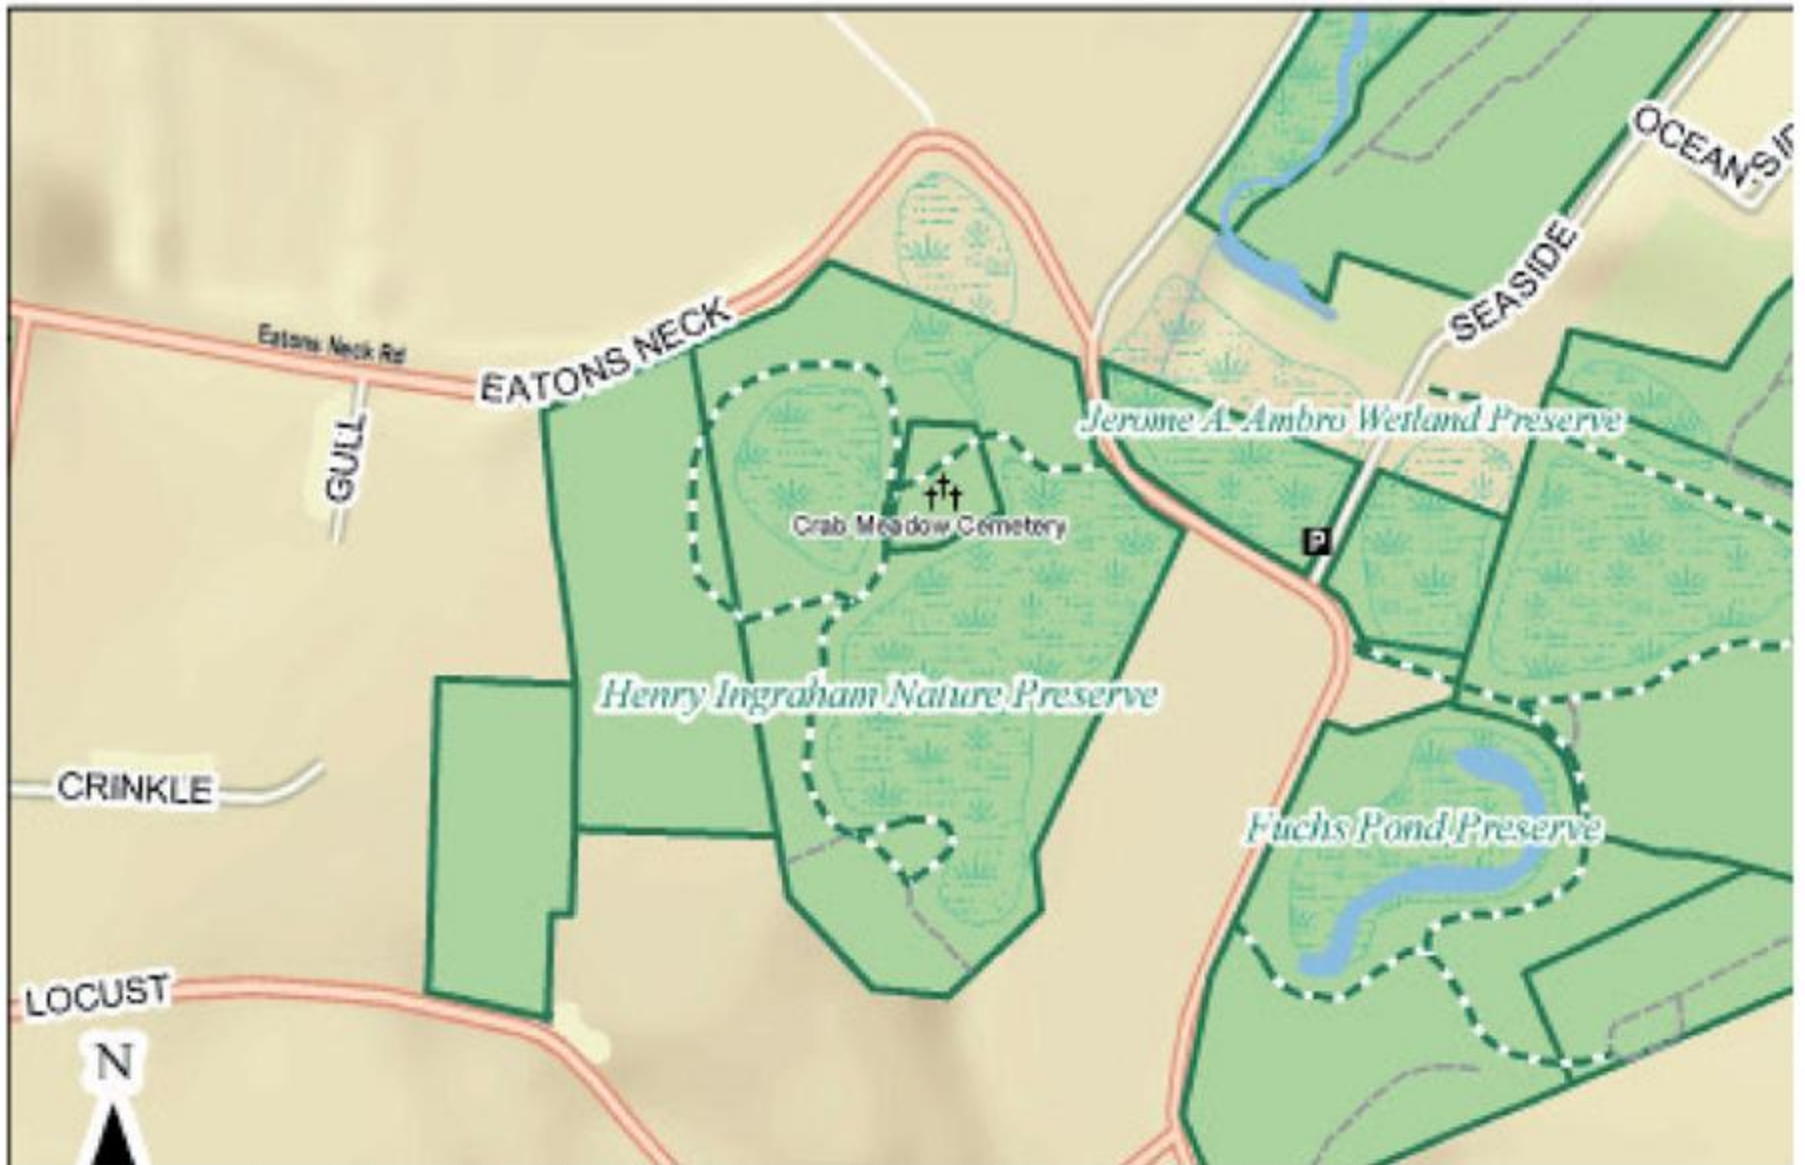 OCEAN
SEASIDE
Eatons Neck Rd
EATONS NECK
GULL
Jerome A. Ambro Wetland Preserve
P
Crab Meadow Cemetery
Henry Ingraham Nature Preserve
CRINKLE
Fuchs Pond Preserve
LOCUST
N